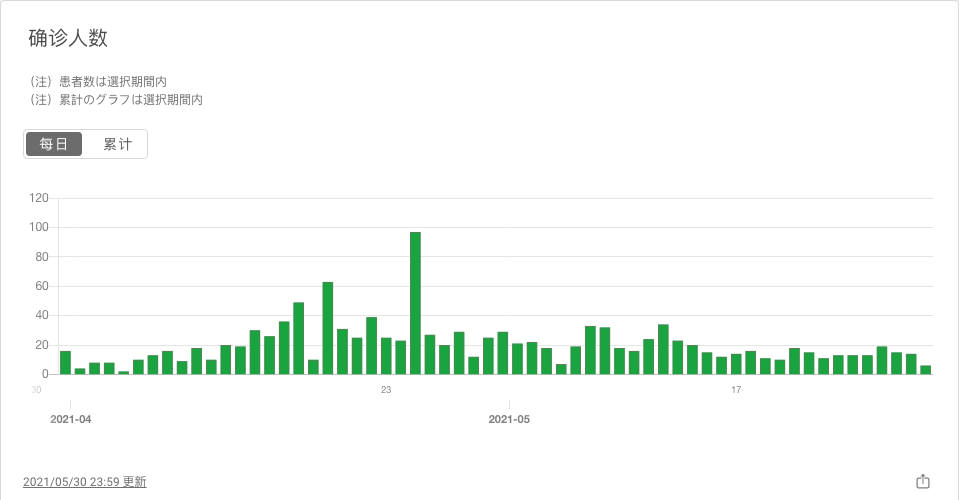 确诊人数
（注）患者数は選択期間内
（注）累計のグラフは選択期間内
每日 累计
120
100
80
60
40
20
0
30 23 17
2021-04 2021-05
2021/05/30 23:59 更新